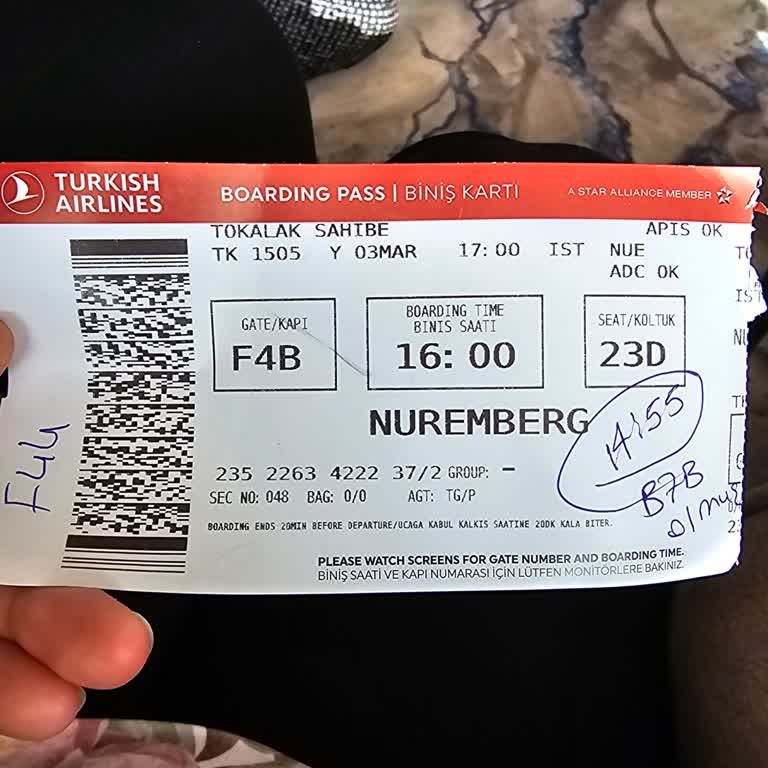 TURKISH
AIRLINES
BOARDING PASS | BİNİŞ KARTI
A STAR ALLIANCE MEMBER
TOKALAK SAHIBE
APIS OK
TK 1505 Y 03MAR 17:00 IST NUE
ADC OK
GATE/KAPI
F4B
BOARDING TIME
BINIS SAATI
16:00
SEAT/KOLTUK
23D
NUREMBERG
14:55
B7B
olmuş
F44
235 2263 4222 37/2 GROUP: -
SEC NO: 048 BAG: 0/0 AGT: TG/P
BOARDING ENDS 20MIN BEFORE DEPARTURE/UCAGA KABUL KALKIS SAATINE 20DK KALA BITER.
PLEASE WATCH SCREENS FOR GATE NUMBER AND BOARDING TIME.
BİNİŞ SAATİ VE KAPI NUMARASI İÇİN LÜTFEN MONİTÖRLERE BAKINIZ.